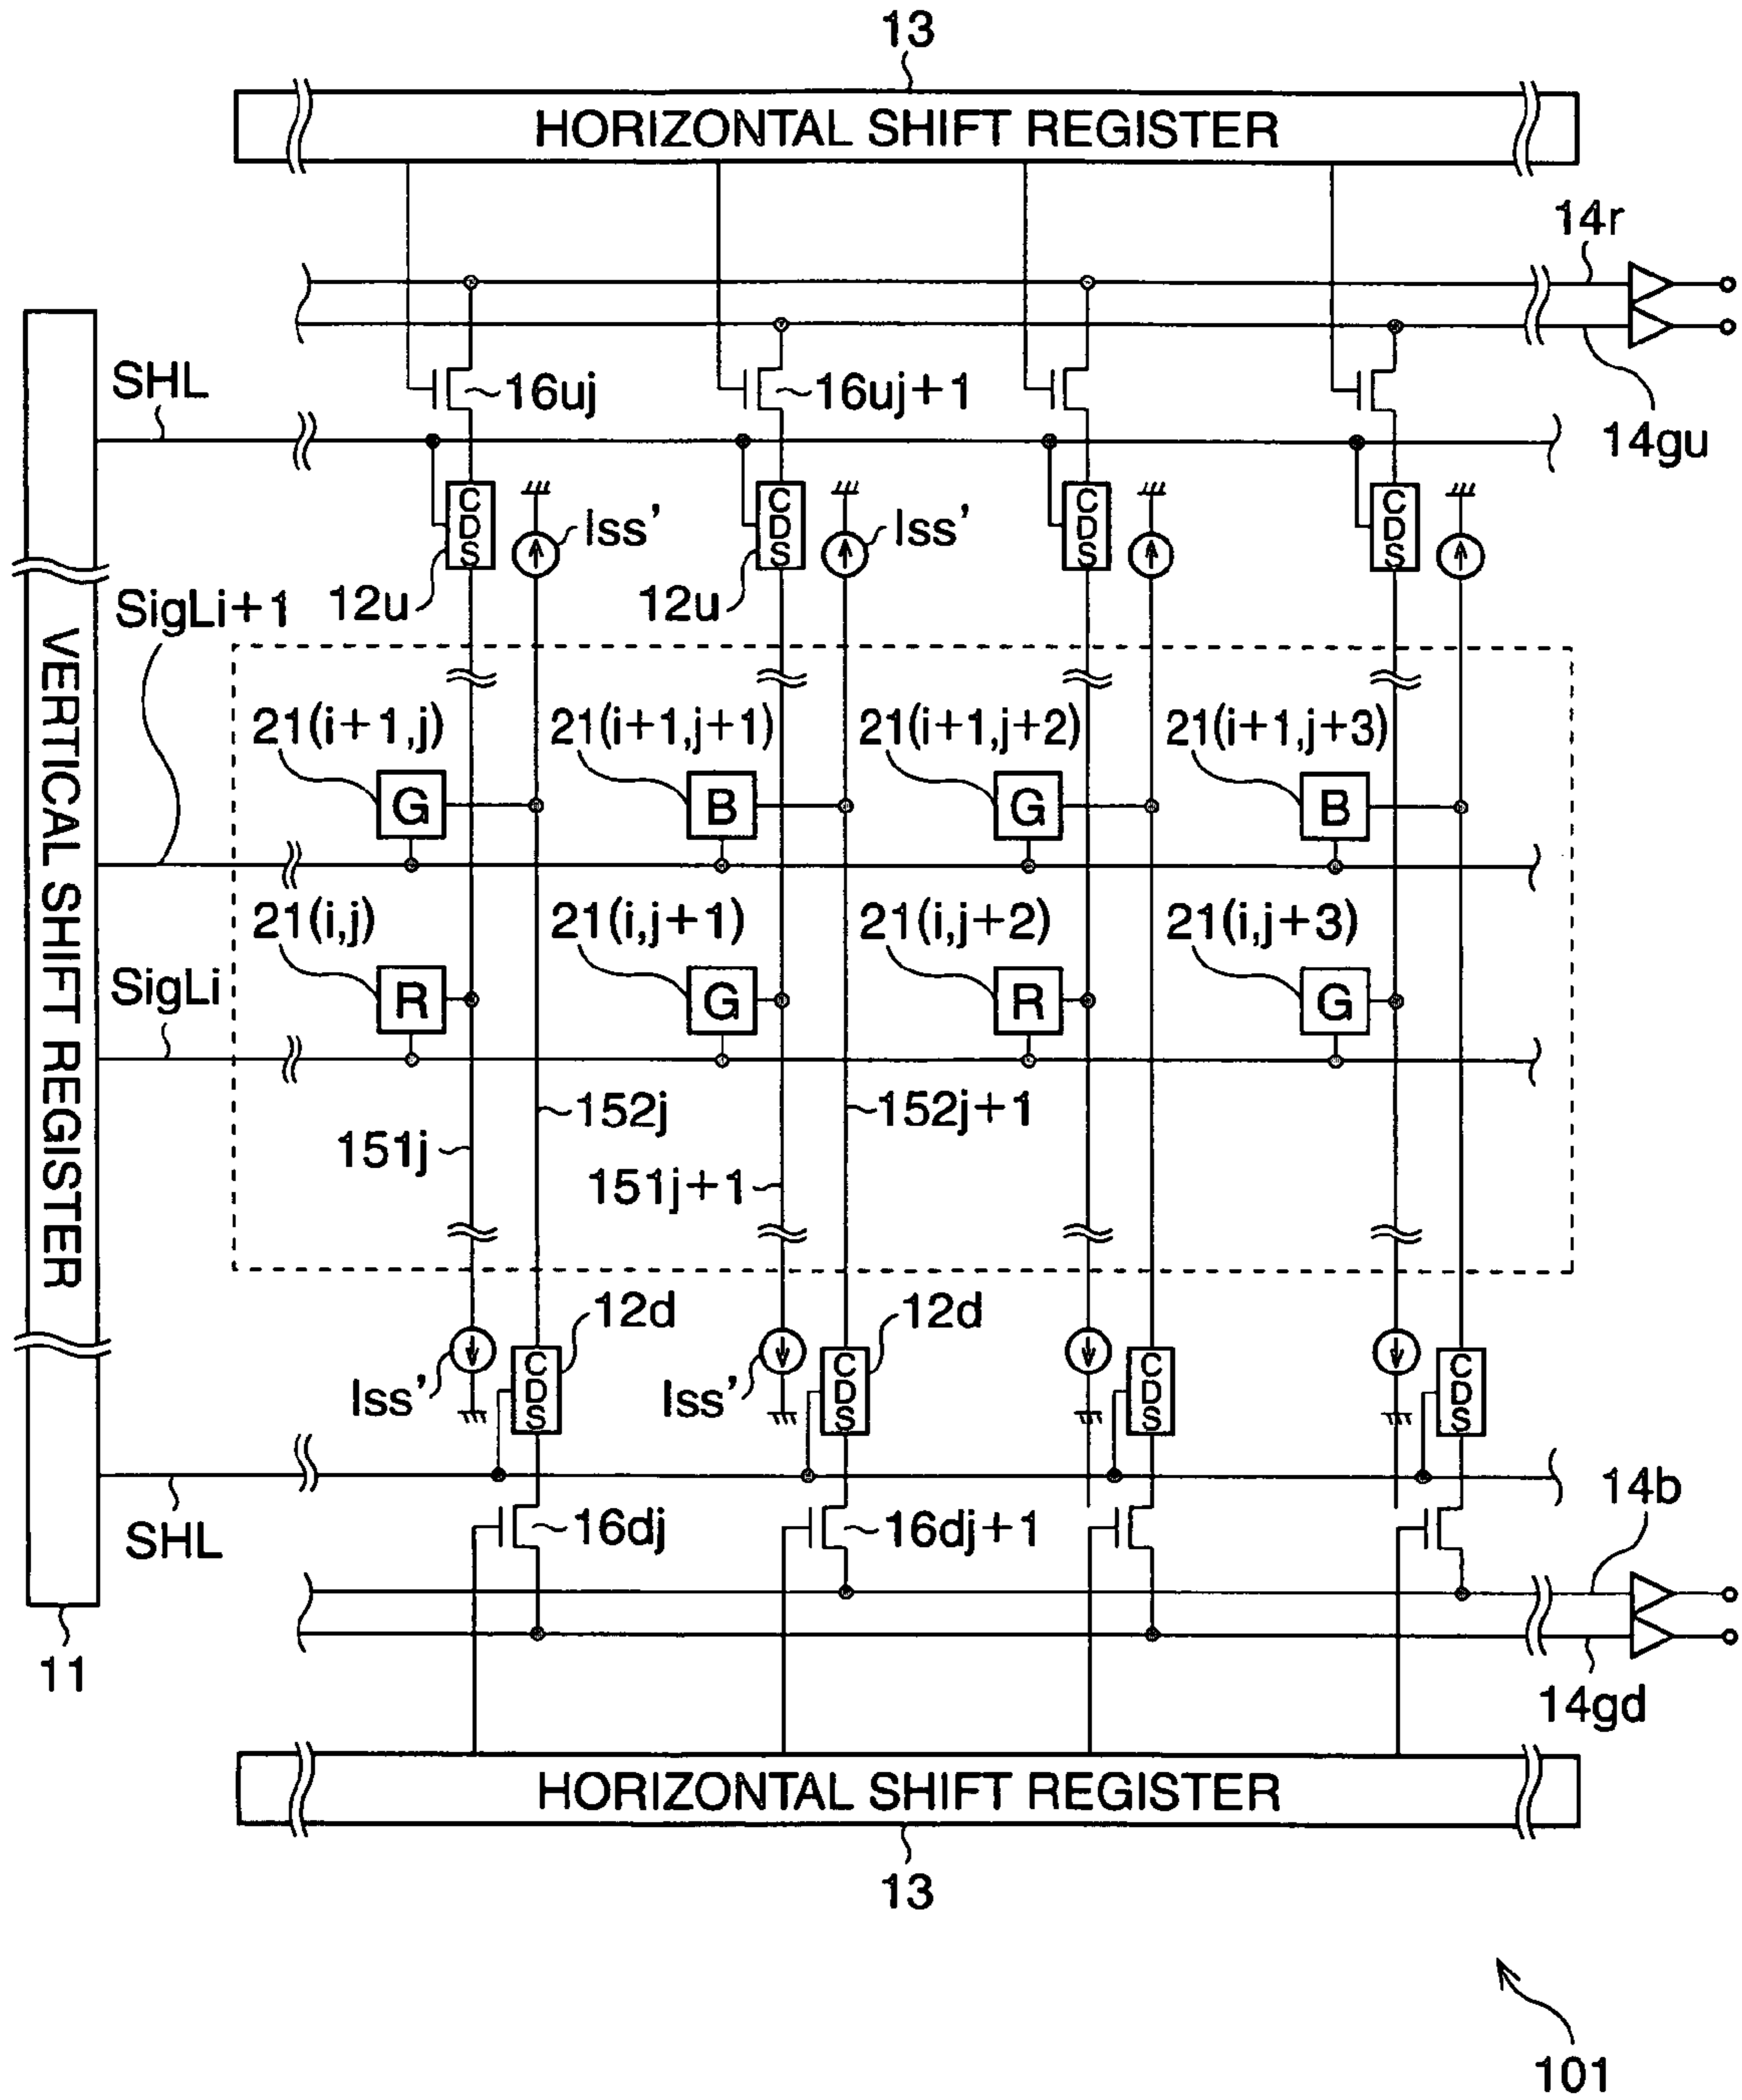 13
HORIZONTAL SHIFT REGISTER
14r
SHL
16uj
16uj+1
14gu
CDS
Iss’
CDS
Iss’
CDS
CDS
SigLi+1
12u
12u
VERTICAL SHIFT REGISTER
21(i+1,j)
21(i+1,j+1)
21(i+1,j+2)
21(i+1,j+3)
G
B
G
B
21(i,j)
21(i,j+1)
21(i,j+2)
21(i,j+3)
SigLi
R
G
R
G
152j
152j+1
151j
151j+1
12d
12d
Iss’
CDS
Iss’
CDS
CDS
CDS
14b
SHL
16dj
16dj+1
11
14gd
HORIZONTAL SHIFT REGISTER
13
101